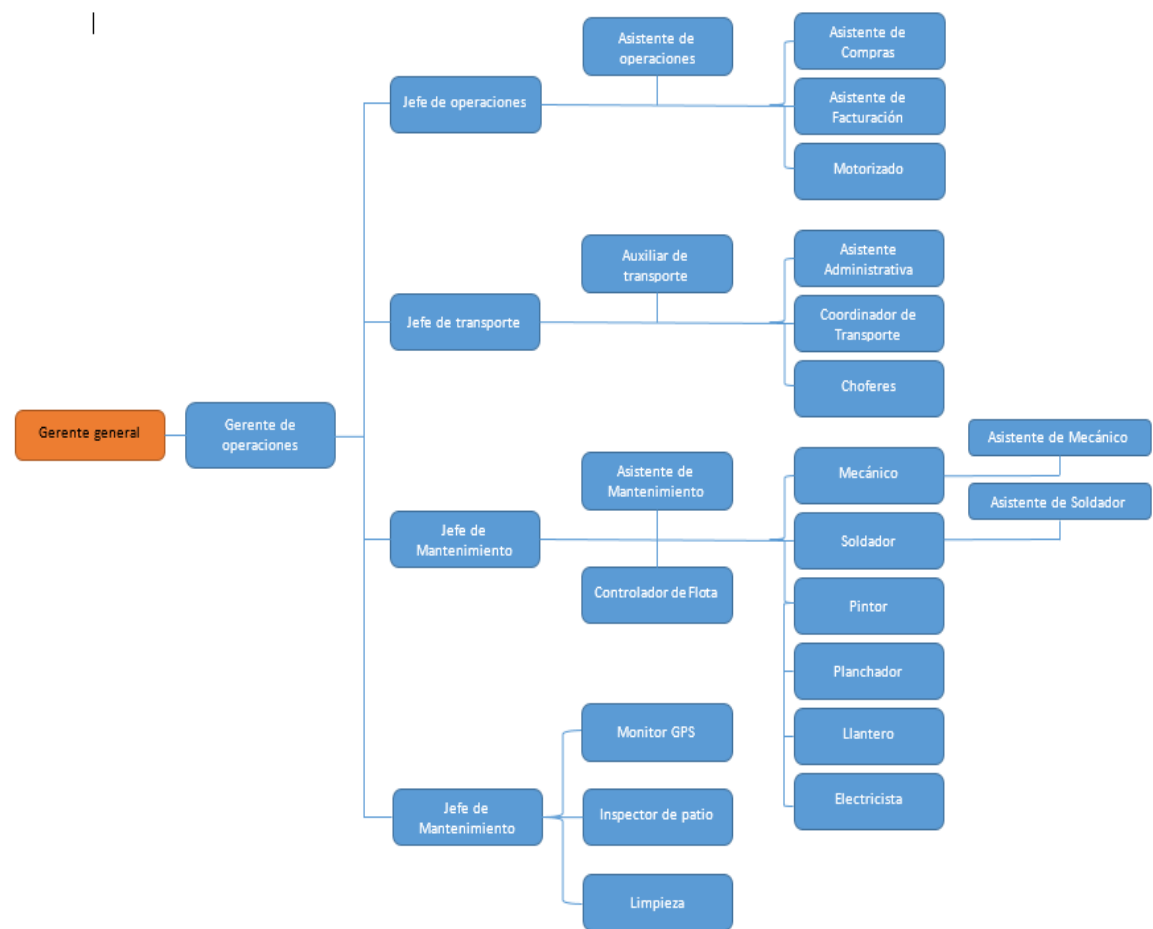 Gerente general
Gerente de
operaciones
Jefe de operaciones
Asistente de
operaciones
Asistente de
Compras
Asistente de
Facturación
Motorizado
Jefe de transporte
Auxiliar de
transporte
Asistente
Administrativa
Coordinador de
Transporte
Choferes
Jefe de
Mantenimiento
Asistente de
Mantenimiento
Controlador de Flota
Mecánico
Asistente de Mecánico
Soldador
Asistente de Soldador
Pintor
Planchador
Llantero
Electricista
Jefe de
Mantenimiento
Monitor GPS
Inspector de patio
Limpieza